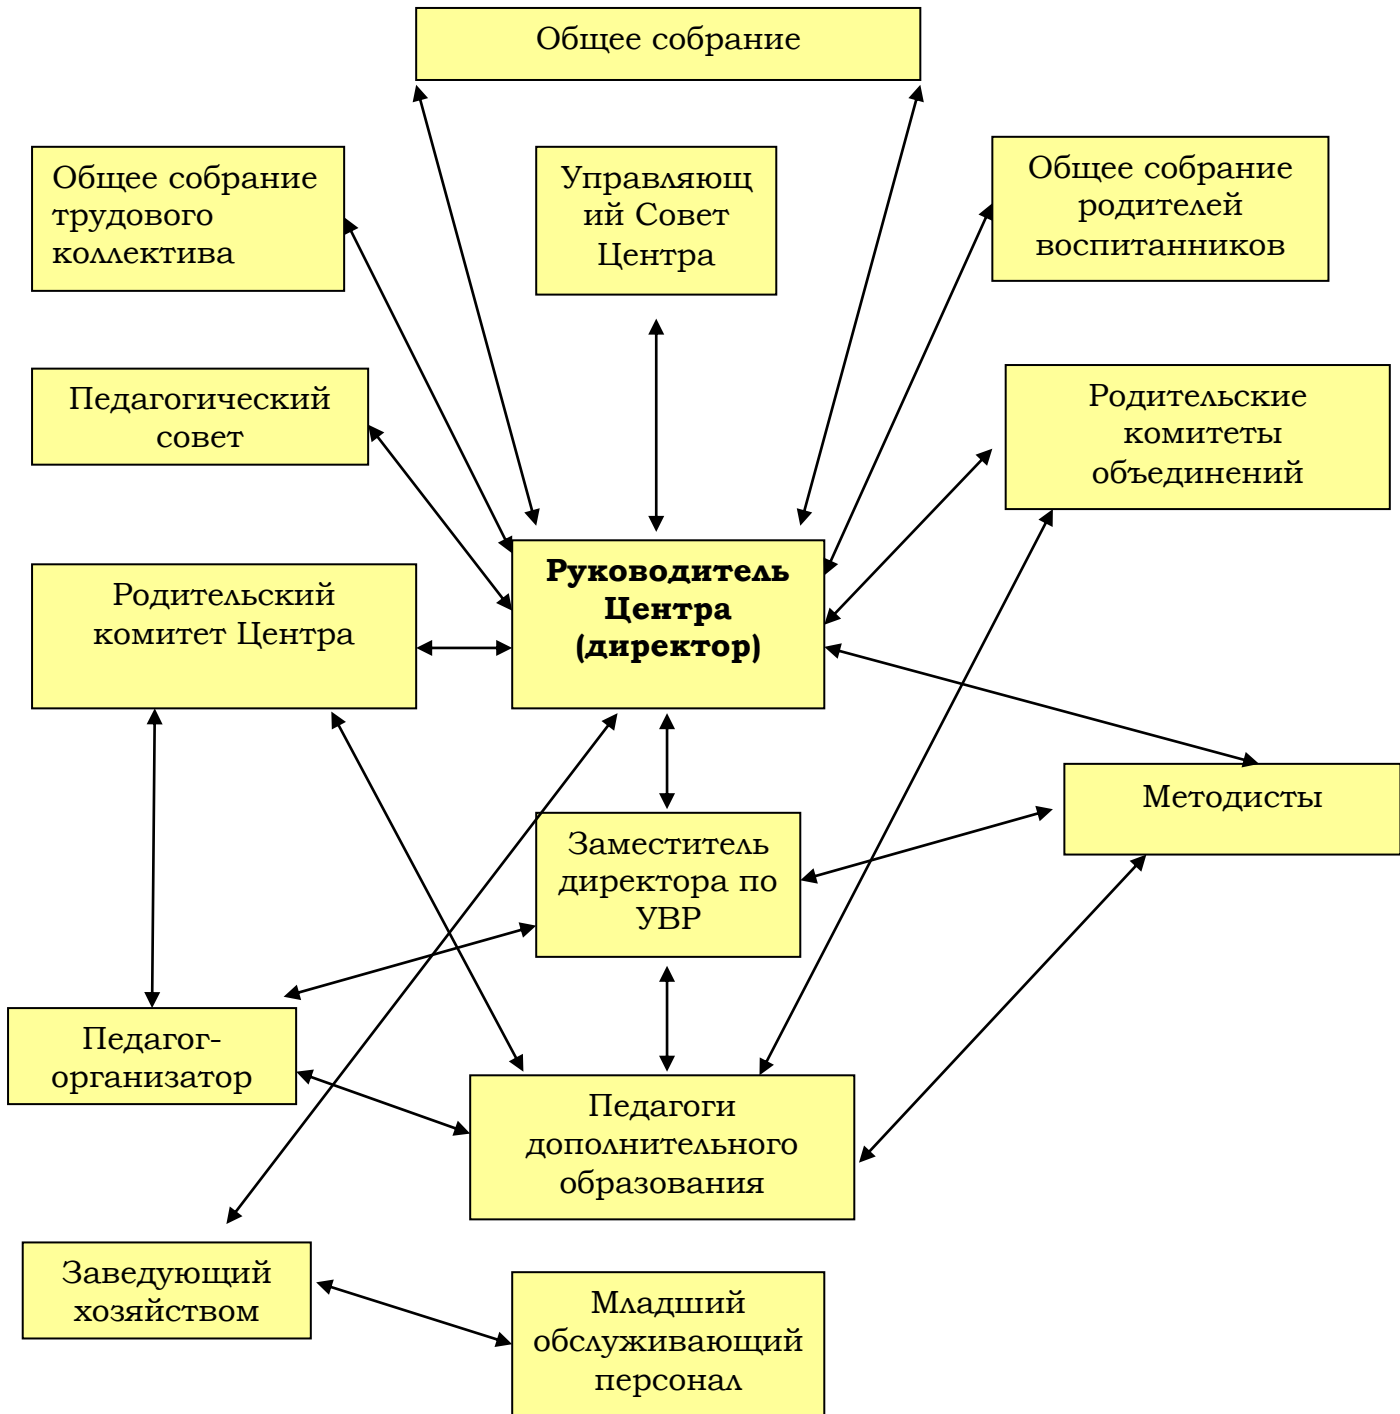 Общее собрание
Общее собрание
трудового
коллектива
Управляющ
ий Совет
Центра
Общее собрание
родителей
воспитанников
Педагогический
совет
Родительские
комитеты
объединений
Родительский
комитет Центра
Руководитель
Центра
(директор)
Методисты
Заместитель
директора по
УВР
Педагог-
организатор
Педагоги
дополнительного
образования
Заведующий
хозяйством
Младший
обслуживающий
персонал